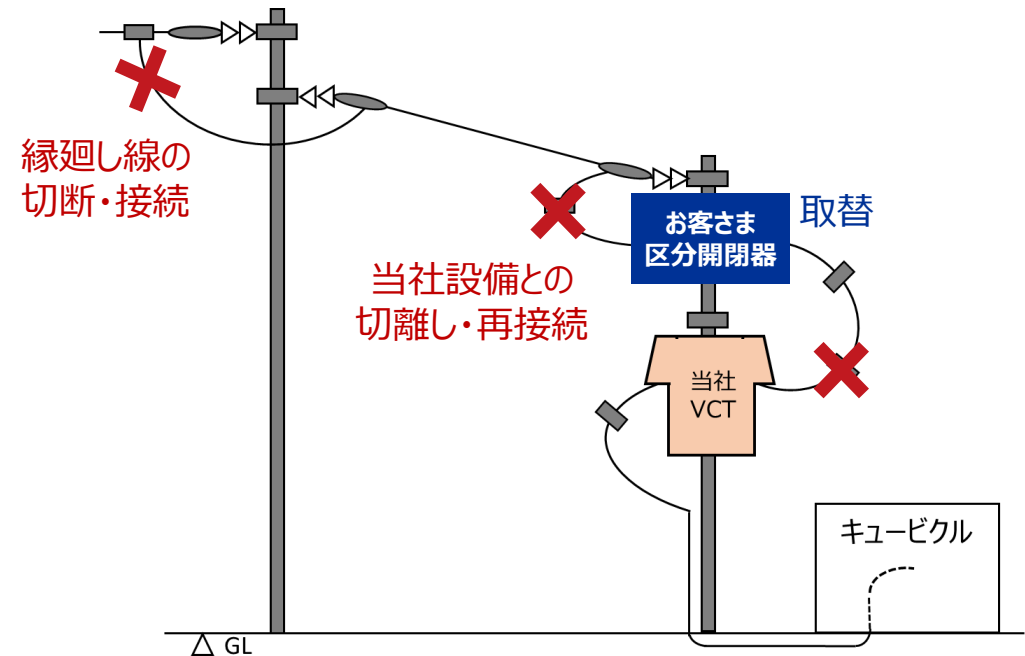 縁廻し線の
切断・接続
お客さま
区分開閉器
取替
当社設備との
切離し・再接続
当社
VCT
キュービクル
GL